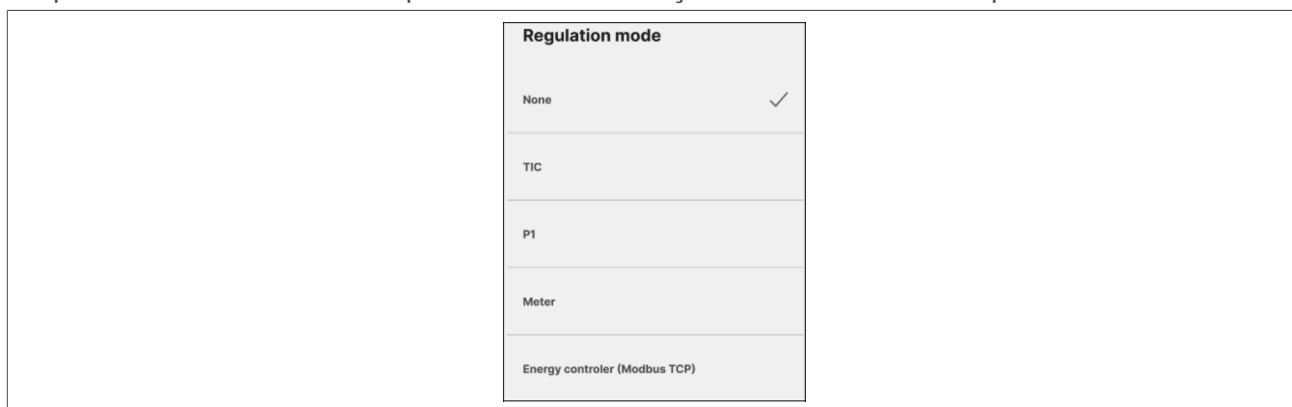 Regulation mode
None
TIC
P1
Meter
Energy controler (Modbus TCP)